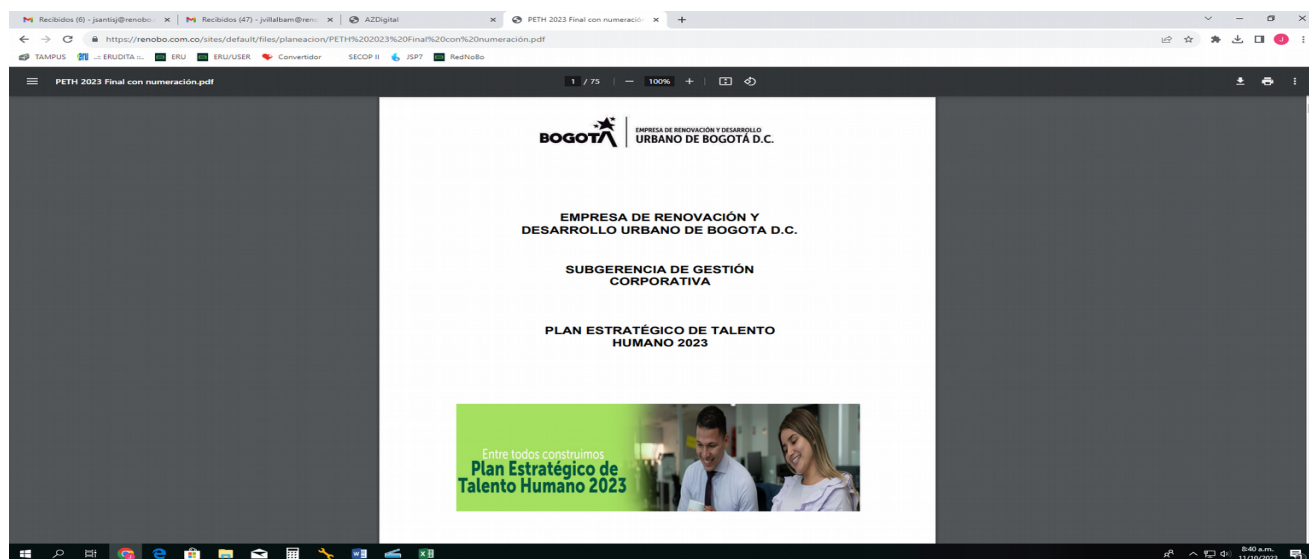 Recibidos (6) - jsantisj@renobo.
Recibidos (47) - jvillalbam@reno
AZDigital
PETH 2023 Final con numeració
https://renobo.com.co/sites/default/files/planeacion/PETH%202023%20Final%20con%20numeración.pdf
TAMPUS
..:: ERUDITA ::..
ERU
ERU/USER
Convertidor
SECOP II
JSP7
RedNoBo
PETH 2023 Final con numeración.pdf
1 / 75
100%
BOGOTÁ
EMPRESA DE RENOVACIÓN Y DESARROLLO
URBANO DE BOGOTÁ D.C.
EMPRESA DE RENOVACIÓN Y
DESARROLLO URBANO DE BOGOTA D.C.
SUBGERENCIA DE GESTIÓN
CORPORATIVA
PLAN ESTRATÉGICO DE TALENTO
HUMANO 2023
Entre todos construimos
Plan Estratégico de
Talento Humano 2023
8:40 a.m.
11/10/2023